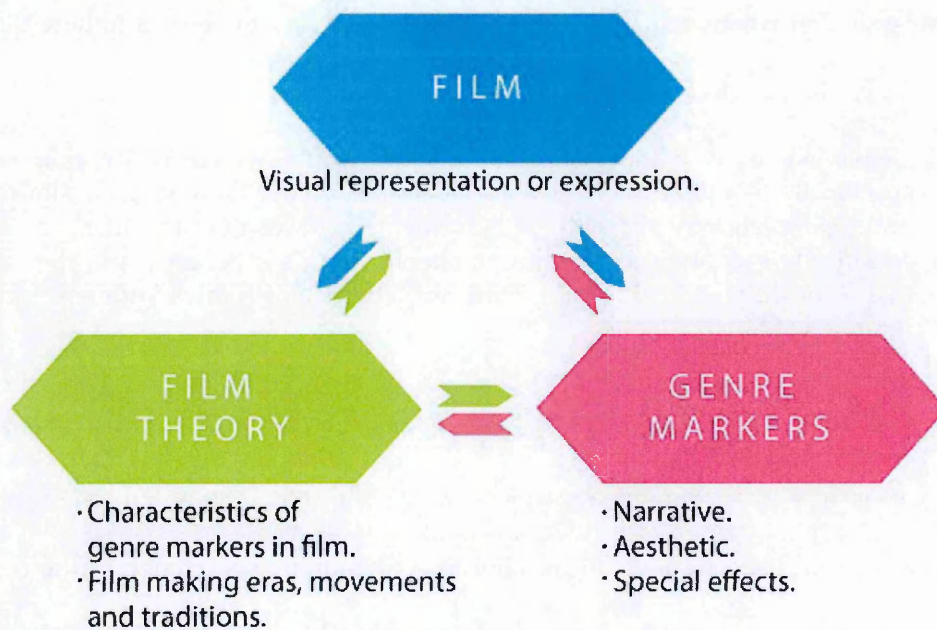 FILM
Visual representation or expression.
FILM
THEORY
· Characteristics of
genre markers in film.
· Film making eras, movements
and traditions.
GENRE
MARKERS
· Narrative.
· Aesthetic.
· Special effects.